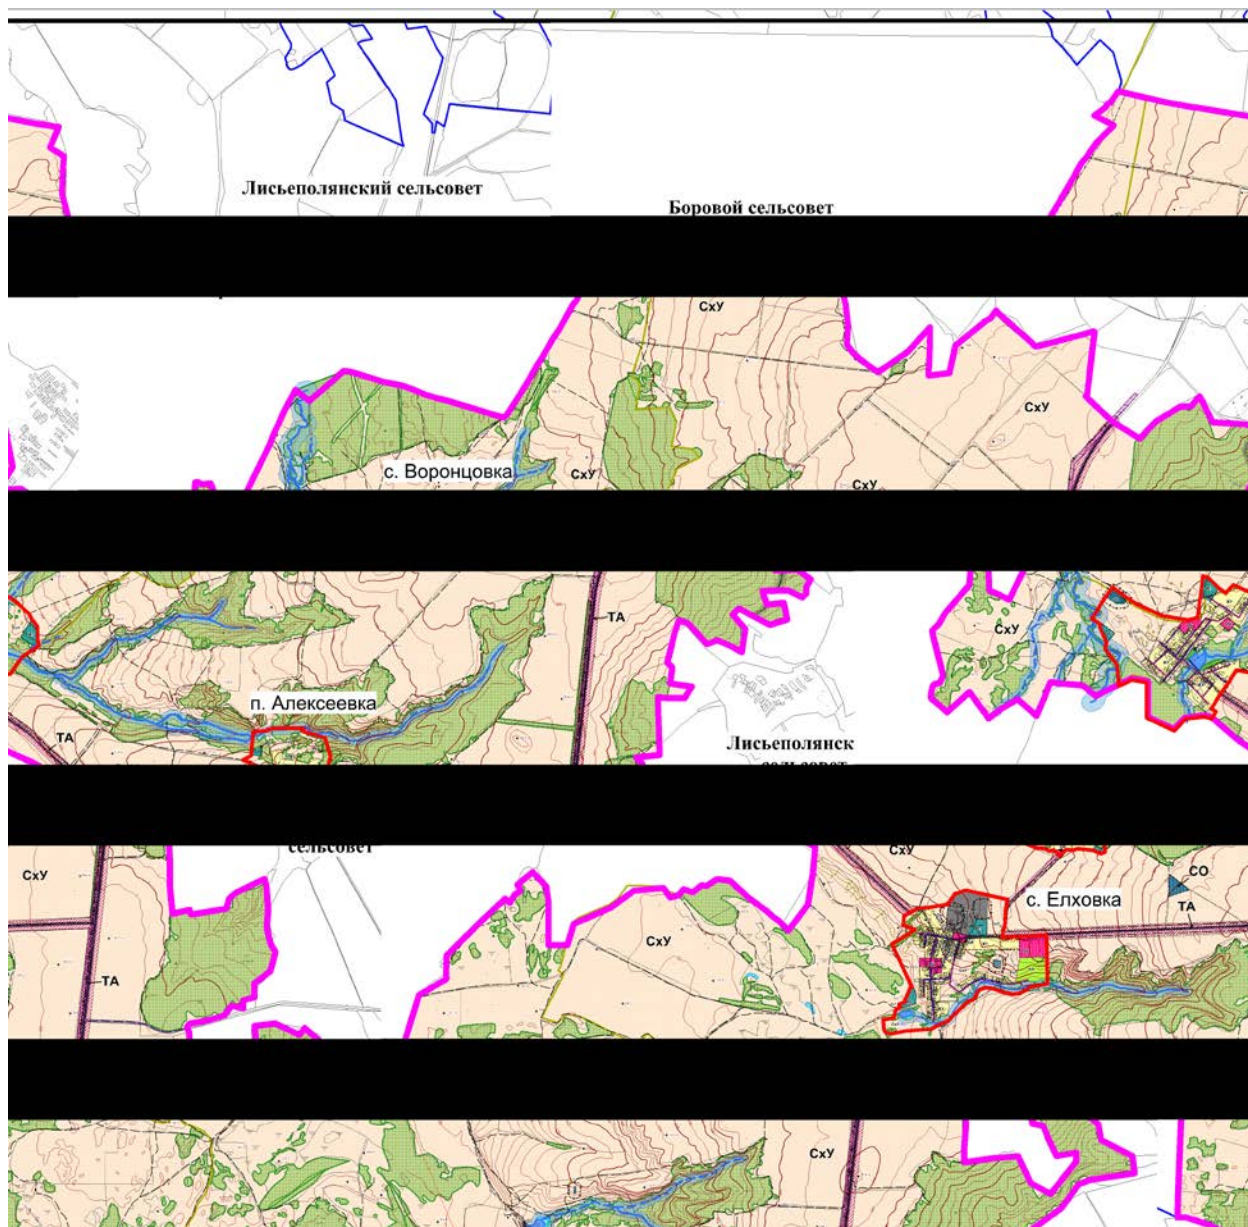 Лисьеполянский сельсовет
Боровой сельсовет
СхУ
СхУ
с. Воронцовка
СхУ
СхУ
ТА
СхУ
п. Алексеевка
ТА
Лисьеполянск
сельсовет
сельсовет
СхУ
СхУ
СО
с. Елховка
ТА
СхУ
ТА
СхУ